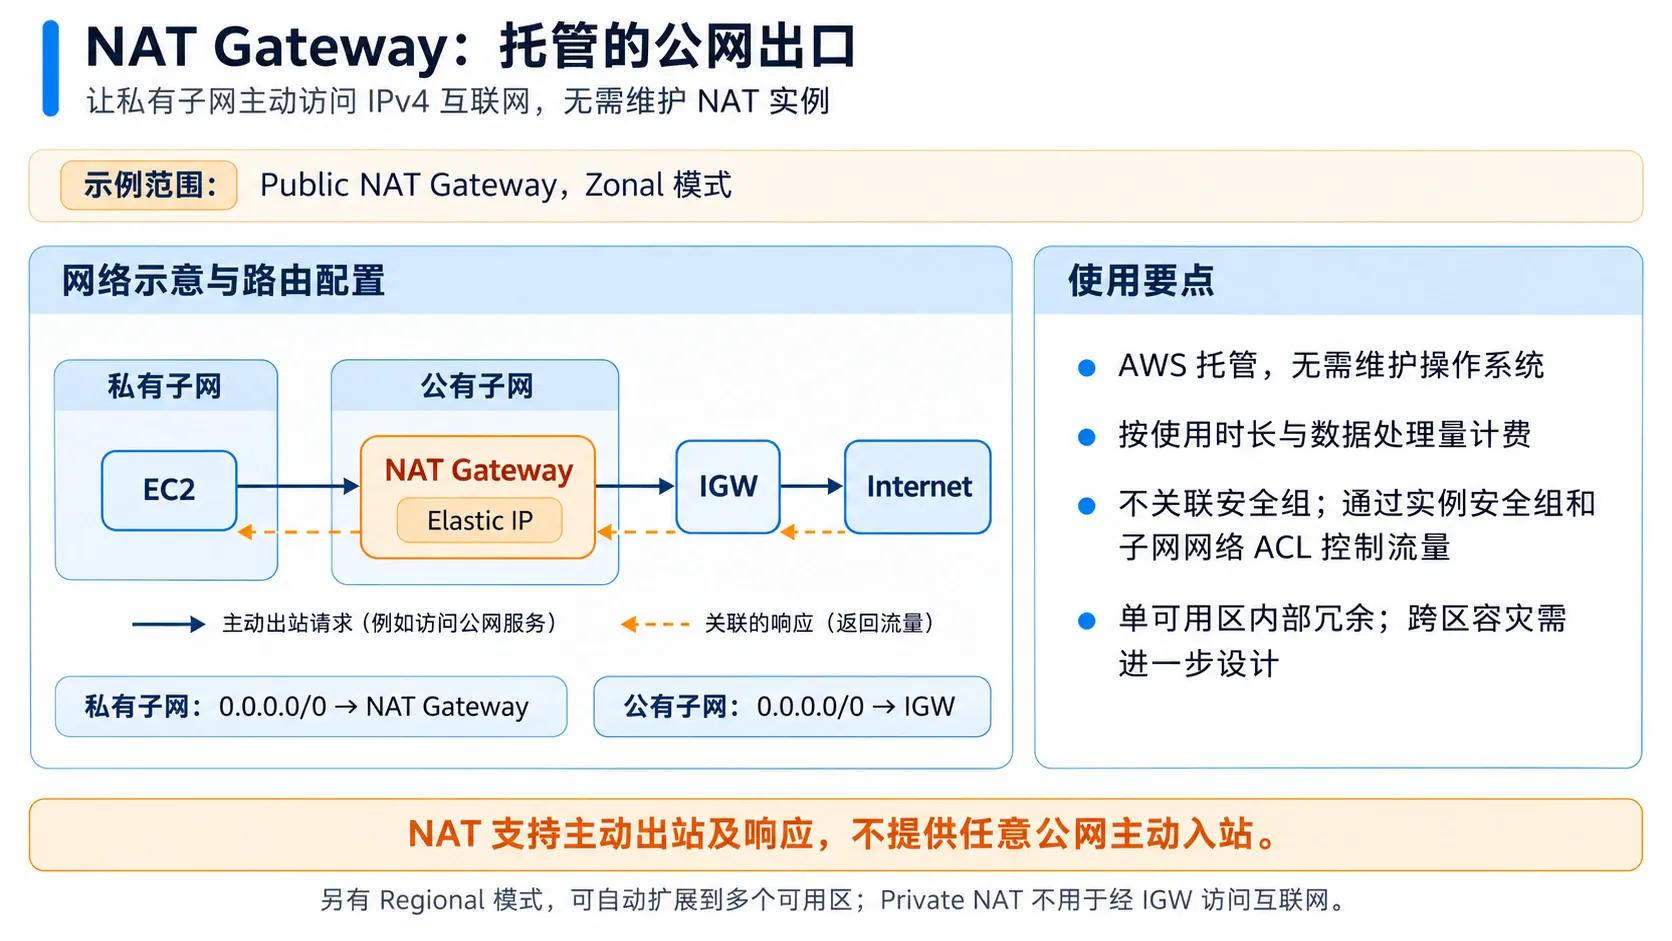 NAT Gateway：托管的公网出口
让私有子网主动访问 IPv4 互联网，无需维护 NAT 实例
示例范围： Public NAT Gateway，Zonal 模式
网络示意与路由配置
私有子网
公有子网
EC2
NAT Gateway
Elastic IP
IGW
Internet
主动出站请求（例如访问公网服务）
关联的响应（返回流量）
私有子网：0.0.0.0/0 → NAT Gateway
公有子网：0.0.0.0/0 → IGW
使用要点
AWS 托管，无需维护操作系统
按使用时长与数据处理量计费
不关联安全组；通过实例安全组和
子网网络 ACL 控制流量
单可用区内部冗余；跨区容灾需
进一步设计
NAT 支持主动出站及响应，不提供任意公网主动入站。
另有 Regional 模式，可自动扩展到多个可用区；Private NAT 不用于经 IGW 访问互联网。